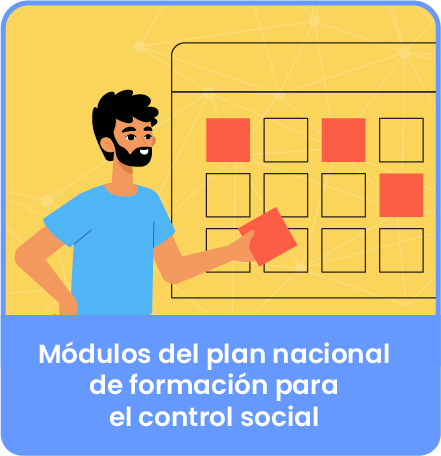 Módulos del plan nacional
de formación para
el control social